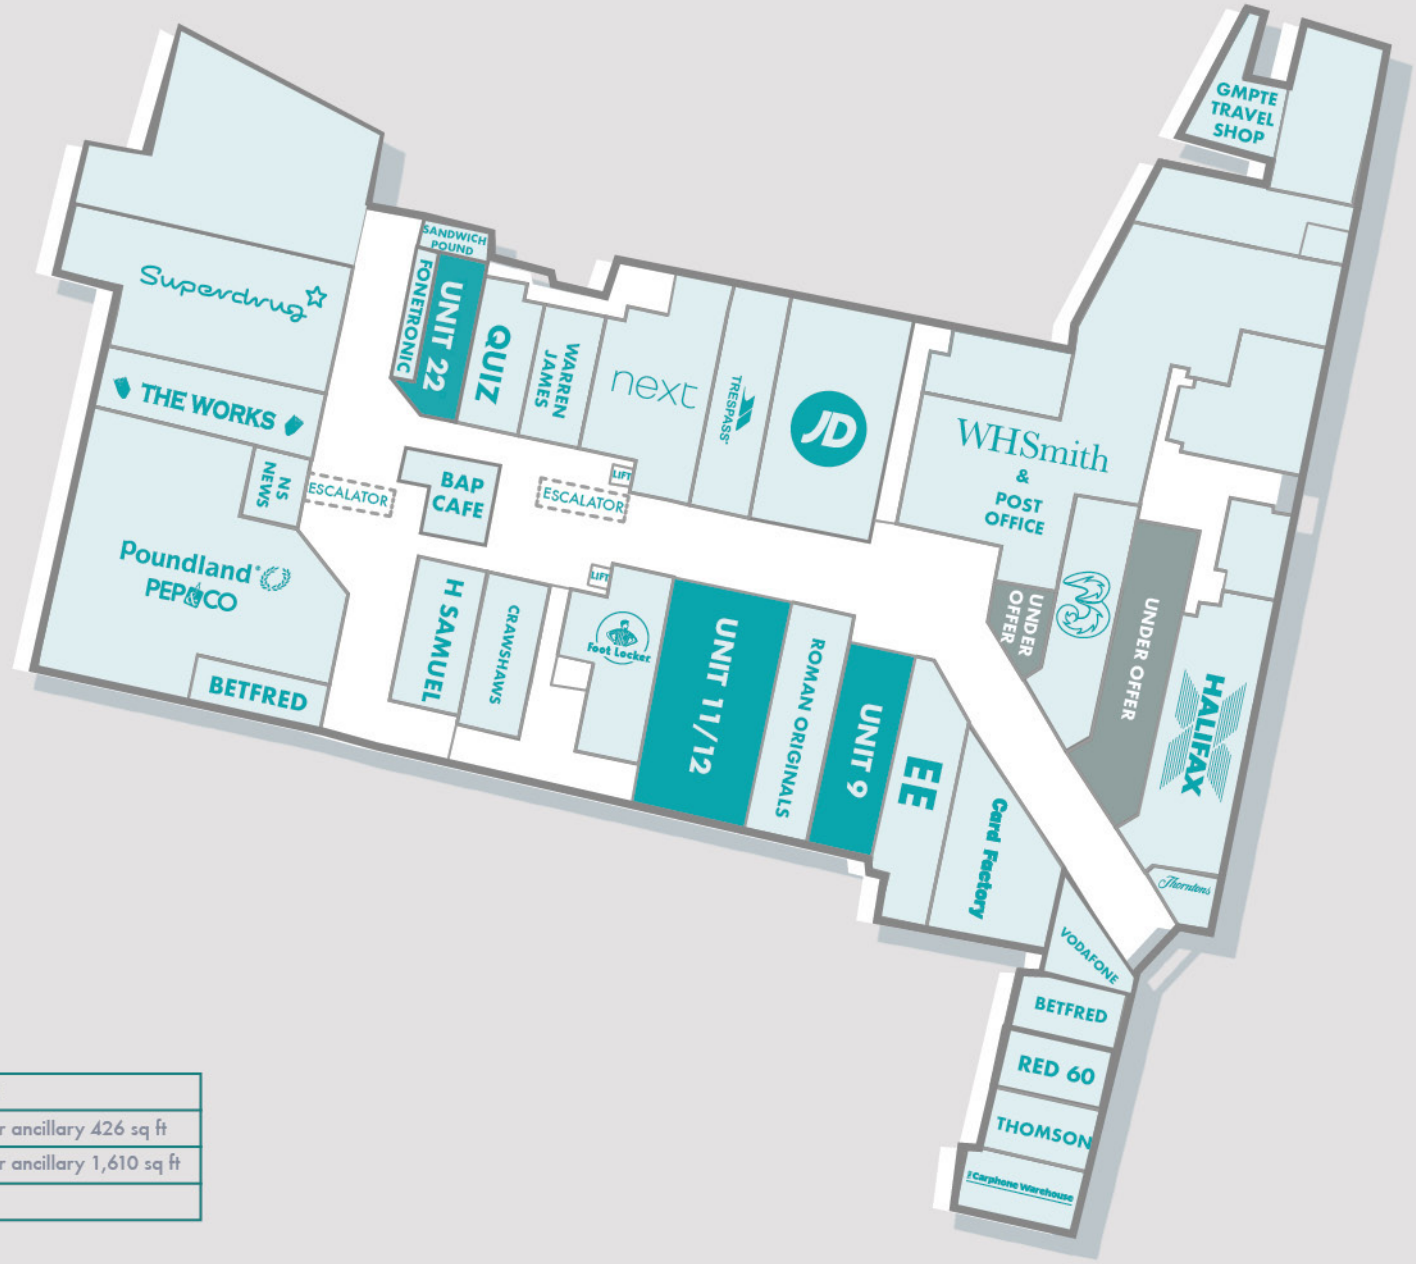 GMPTE
TRAVEL
SHOP
SANDWICH
POUND
FONETRONIC
UNIT 22
Superdrug
QUIZ
WARREN
JAMES
next
TRESPASS
JD
THE WORKS
WHSmith
&
POST
OFFICE
NS
NEWS
ESCALATOR
BAP
CAFE
ESCALATOR
LIFT
Poundland
PEP&CO
BETFRED
H SAMUEL
CRAWSHAWS
LIFT
Foot Locker
UNIT 11/12
ROMAN ORIGINALS
UNIT 9
EE
Card Factory
UNDER
OFFER
3
UNDER OFFER
HALIFAX
Thorntons
VODAFONE
BETFRED
RED 60
THOMSON
The Carphone Warehouse
r ancillary 426 sq ft
r ancillary 1,610 sq ft